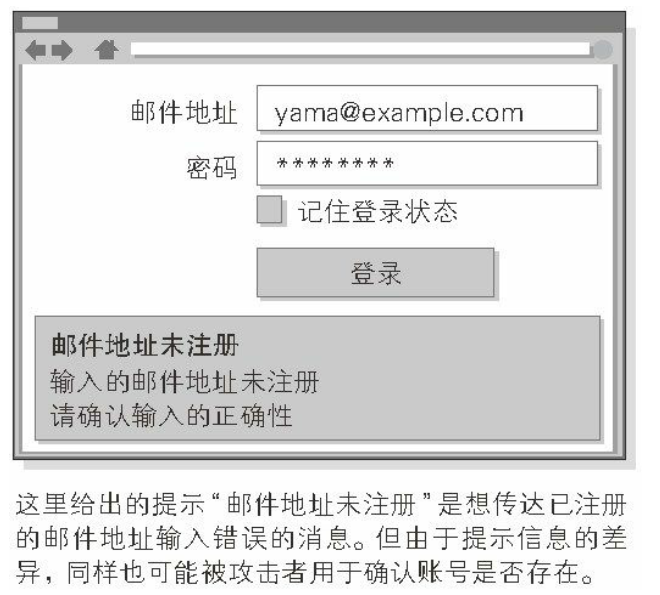 邮件地址 yama@example.com
密码 ********
记住登录状态
登录
邮件地址未注册
输入的邮件地址未注册
请确认输入的正确性
这里给出的提示“邮件地址未注册”是想传达已注册
的邮件地址输入错误的消息。但由于提示信息的差
异，同样也可能被攻击者用于确认账号是否存在。